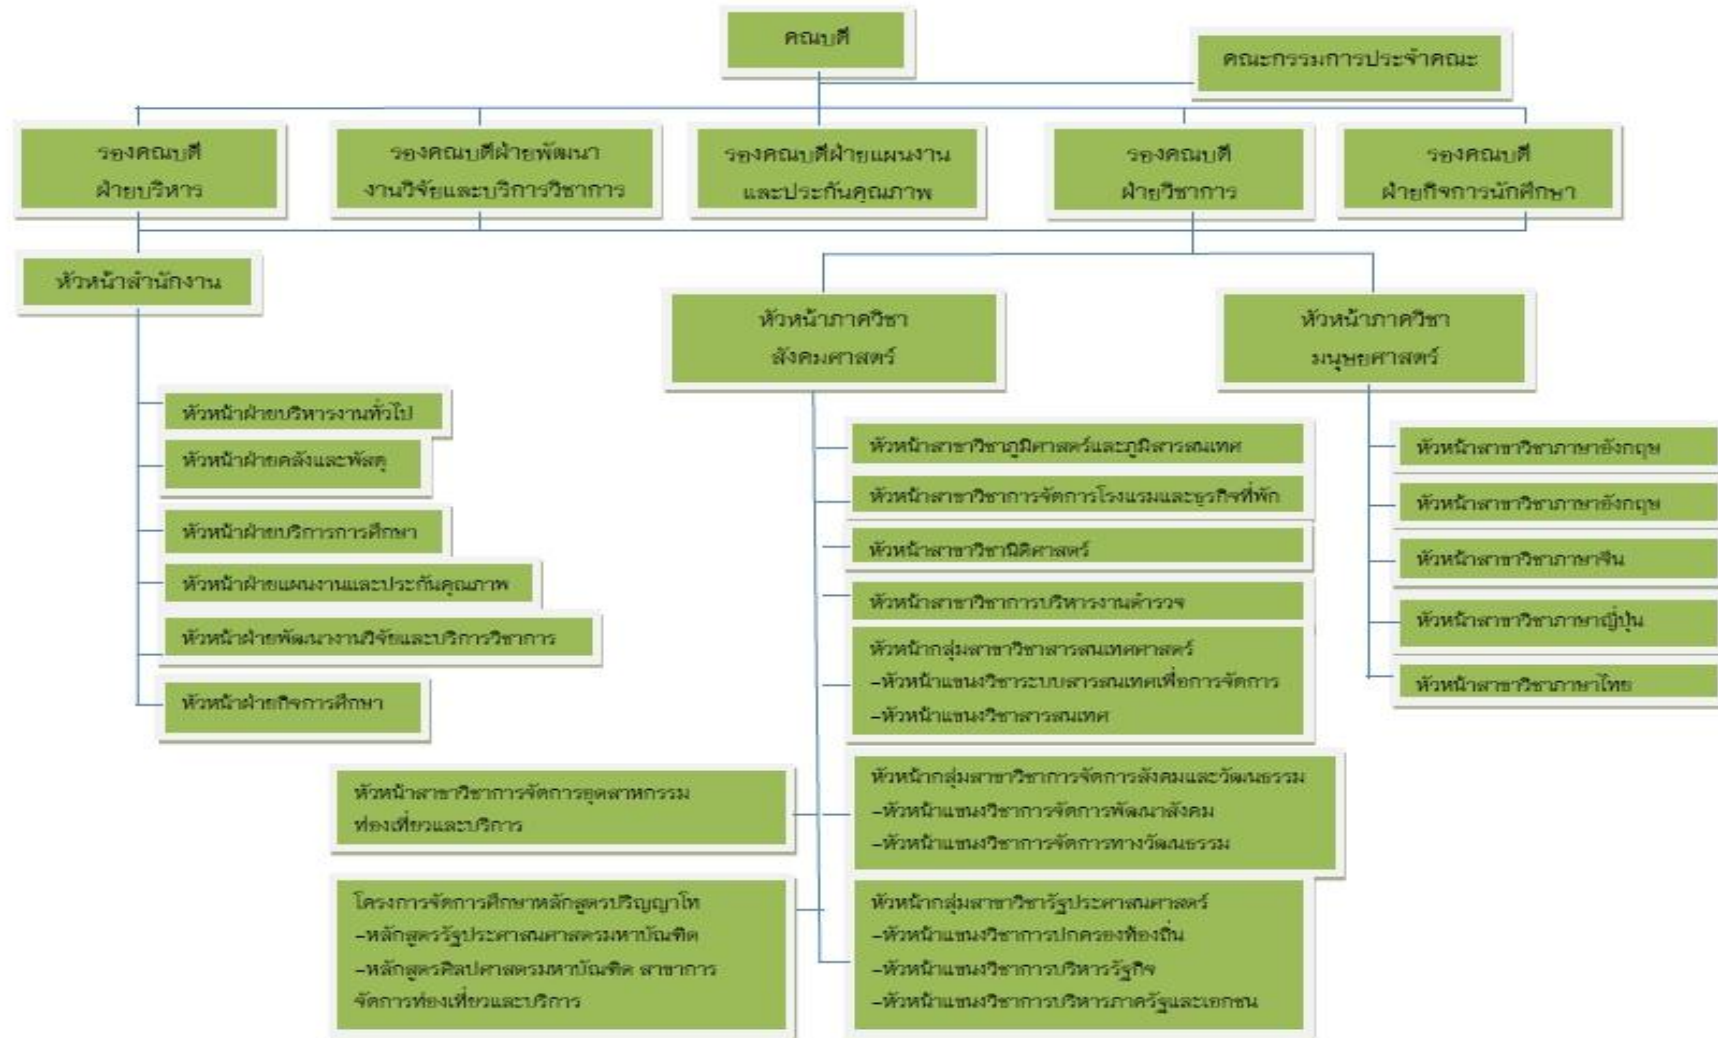 คณบดี
คณะกรรมการประจำคณะ
รองคณบดี
ฝ่ายบริหาร
รองคณบดีฝ่ายพัฒนา
งานวิจัยและบริการวิชาการ
รองคณบดีฝ่ายแผนงาน
และประกันคุณภาพ
รองคณบดี
ฝ่ายวิชาการ
รองคณบดี
ฝ่ายกิจการนักศึกษา
หัวหน้าสำนักงาน
หัวหน้าภาควิชา
สังคมศาสตร์
หัวหน้าภาควิชา
มนุษยศาสตร์
หัวหน้าฝ่ายบริหารงานทั่วไป
หัวหน้าฝ่ายคลังและพัสดุ
หัวหน้าฝ่ายบริการการศึกษา
หัวหน้าฝ่ายแผนงานและประกันคุณภาพ
หัวหน้าฝ่ายพัฒนางานวิจัยและบริการวิชาการ
หัวหน้าฝ่ายกิจการศึกษา
หัวหน้าสาขาวิชาภูมิศาสตร์และภูมิสารสนเทศ
หัวหน้าสาขาวิชาการจัดการโรงแรมและธุรกิจที่พัก
หัวหน้าสาขาวิชานิติศาสตร์
หัวหน้าสาขาวิชาการบริหารงานตำรวจ
หัวหน้ากลุ่มสาขาวิชาสารสนเทศศาสตร์
-หัวหน้าแขนงวิชาระบบสารสนเทศเพื่อการจัดการ
-หัวหน้าแขนงวิชาสารสนเทศ
หัวหน้ากลุ่มสาขาวิชาการจัดการสังคมและวัฒนธรรม
-หัวหน้าแขนงวิชาการจัดการพัฒนาสังคม
-หัวหน้าแขนงวิชาการจัดการทางวัฒนธรรม
หัวหน้ากลุ่มสาขาวิชารัฐประศาสนศาสตร์
-หัวหน้าแขนงวิชาการปกครองท้องถิ่น
-หัวหน้าแขนงวิชาการบริหารรัฐกิจ
-หัวหน้าแขนงวิชาการบริหารภาครัฐและเอกชน
หัวหน้าสาขาวิชาการจัดการอุตสาหกรรม
ท่องเที่ยวและบริการ
โครงการจัดการศึกษาหลักสูตรปริญญาโท
-หลักสูตรรัฐประศาสนศาสตรมหาบัณฑิต
-หลักสูตรศิลปศาสตรมหาบัณฑิต สาขาการ
จัดการท่องเที่ยวและบริการ
หัวหน้าสาขาวิชาภาษาอังกฤษ
หัวหน้าสาขาวิชาภาษาอังกฤษ
หัวหน้าสาขาวิชาภาษาจีน
หัวหน้าสาขาวิชาภาษาญี่ปุ่น
หัวหน้าสาขาวิชาภาษาไทย